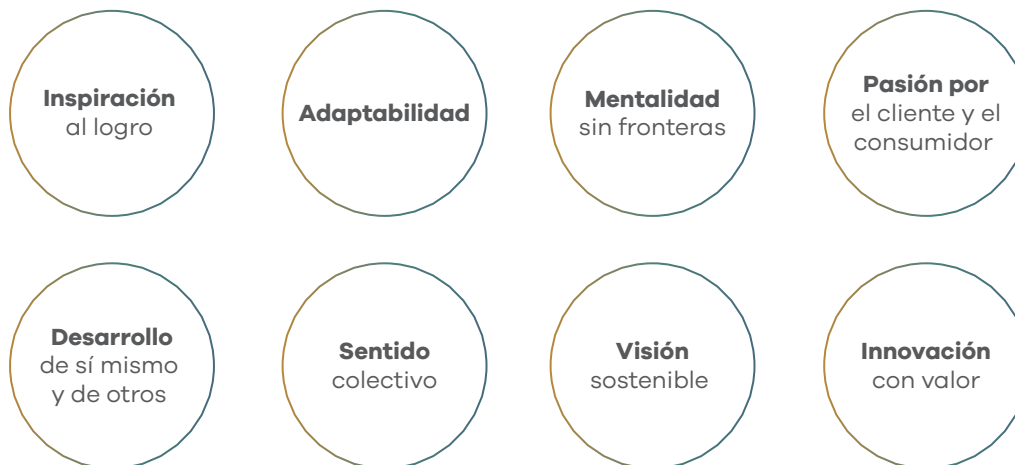 Inspiración
al logro
Adaptabilidad
Mentalidad
sin fronteras
Pasión por
el cliente y el
consumidor
Desarrollo
de sí mismo
y de otros
Sentido
colectivo
Visión
sostenible
Innovación
con valor